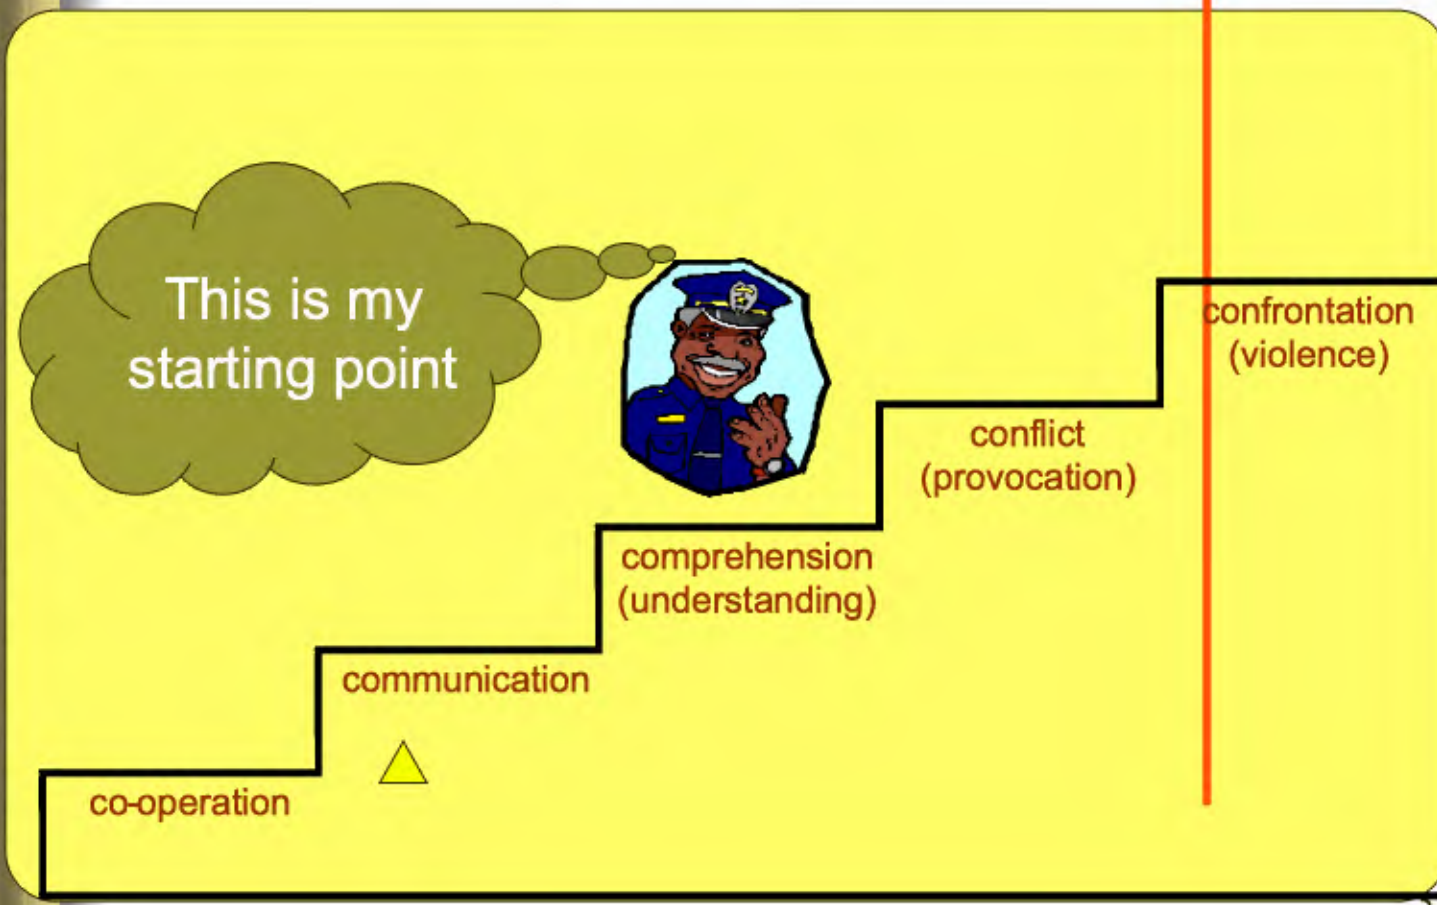 This is my
starting point
confrontation
(violence)
conflict
(provocation)
comprehension
(understanding)
communication
co-operation